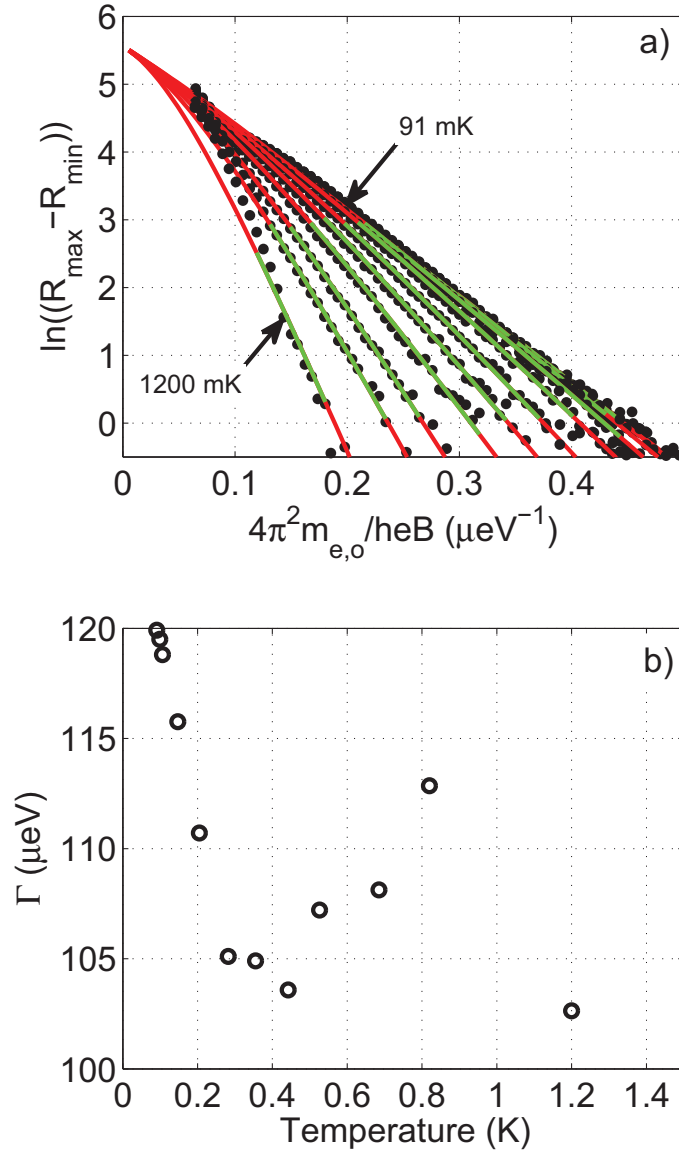 a)
6
5
4
3
2
1
0
ln((R_max −R_min))
91 mK
1200 mK
0 0.1 0.2 0.3 0.4
4π²m_e,o/heB (μeV⁻¹)
b)
120
115
110
105
100
Γ (μeV)
0 0.2 0.4 0.6 0.8 1 1.2 1.4
Temperature (K)